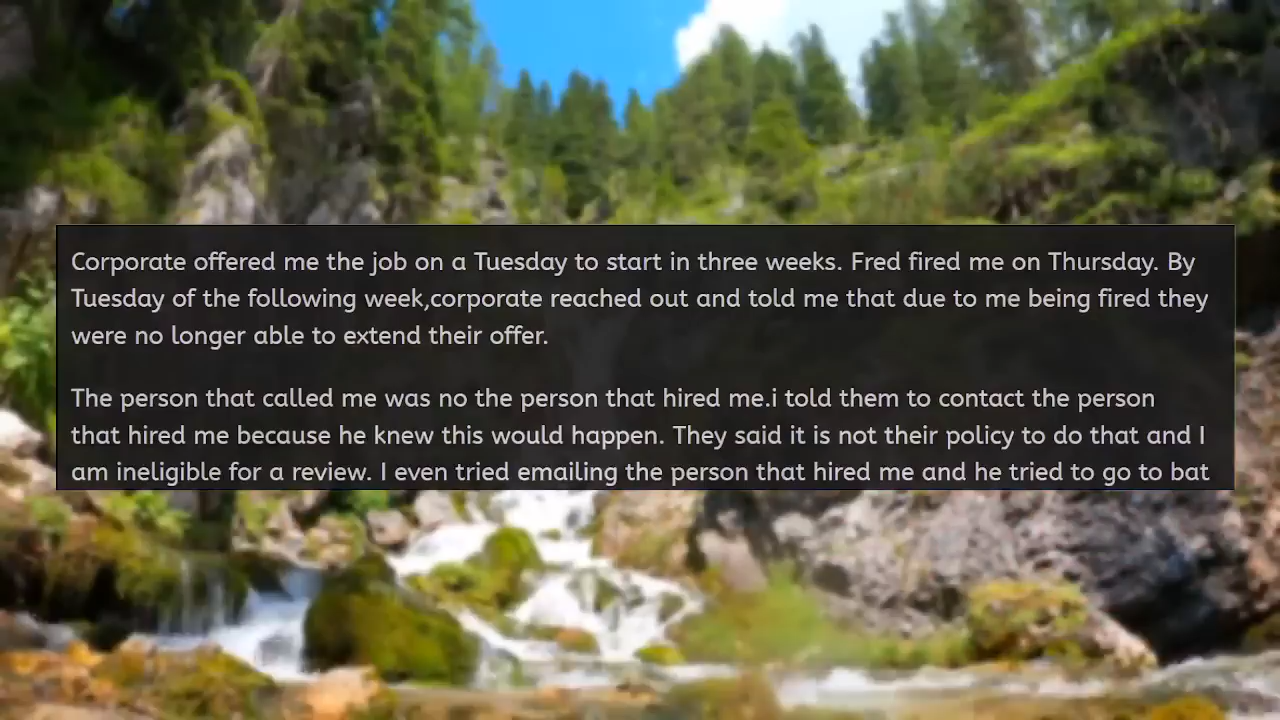 Corporate offered me the job on a Tuesday to start in three weeks. Fred fired me on Thursday. By
Tuesday of the following week,corporate reached out and told me that due to me being fired they
were no longer able to extend their offer.
The person that called me was no the person that hired me.i told them to contact the person
that hired me because he knew this would happen. They said it is not their policy to do that and I
am ineligible for a review. I even tried emailing the person that hired me and he tried to go to bat